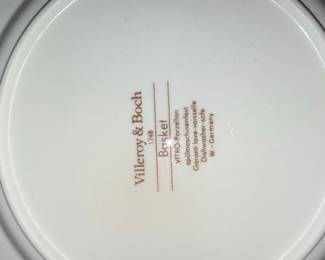 Villeroy & Boch
1748
Basket
VITRO-Porzellan
spülmaschinenfest
Garanti lave-vaisselle
Dishwasher-safe
W.-Germany